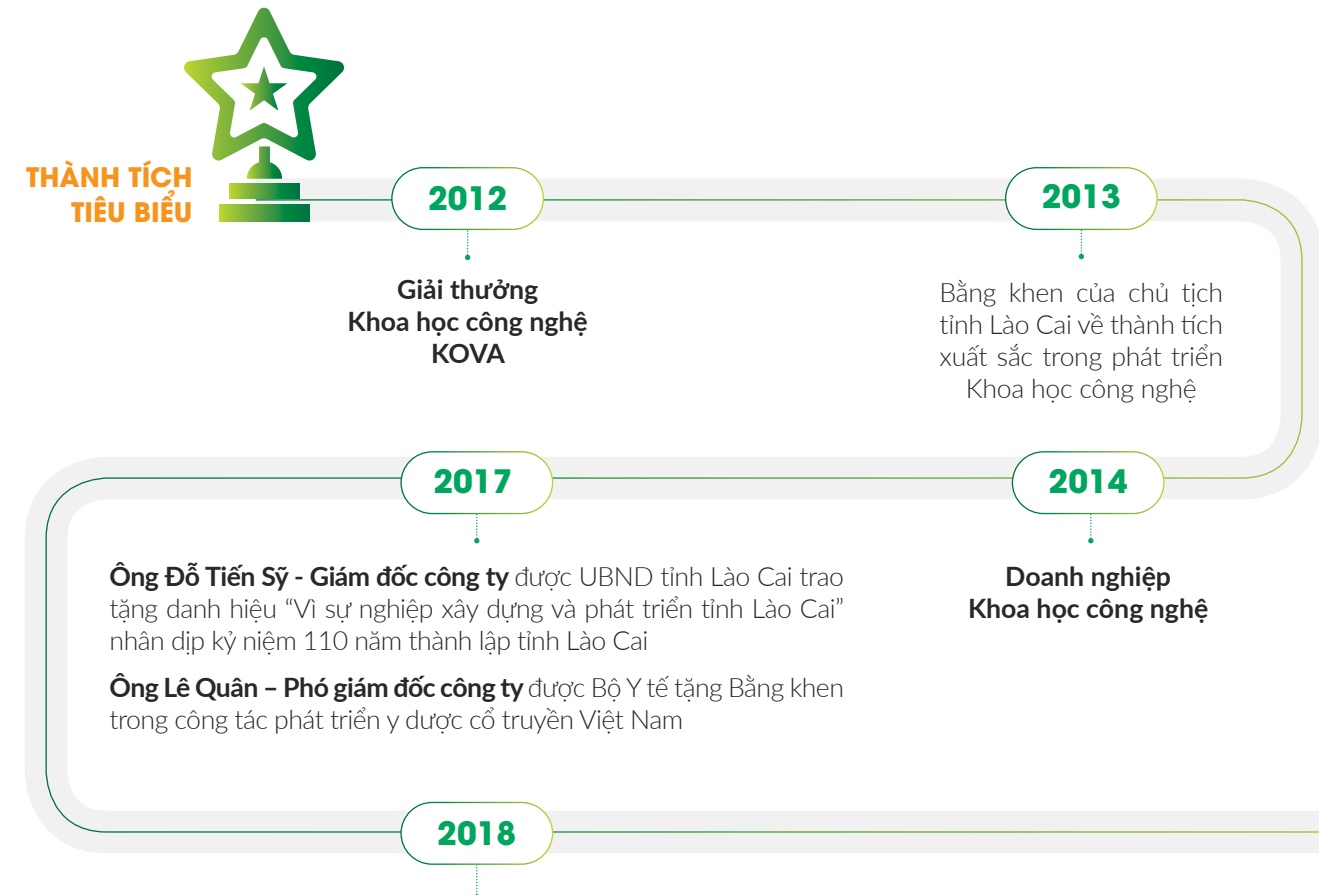 THÀNH TÍCH
TIÊU BIỂU
2012
Giải thưởng
Khoa học công nghệ
KOVA
2013
Bằng khen của chủ tịch
tỉnh Lào Cai về thành tích
xuất sắc trong phát triển
Khoa học công nghệ
2014
Doanh nghiệp
Khoa học công nghệ
2017
Ông Đỗ Tiến Sỹ - Giám đốc công ty được UBND tỉnh Lào Cai trao
tặng danh hiệu “Vì sự nghiệp xây dựng và phát triển tỉnh Lào Cai”
nhân dịp kỷ niệm 110 năm thành lập tỉnh Lào Cai
Ông Lê Quân – Phó giám đốc công ty được Bộ Y tế tặng Bằng khen
trong công tác phát triển y dược cổ truyền Việt Nam
2018